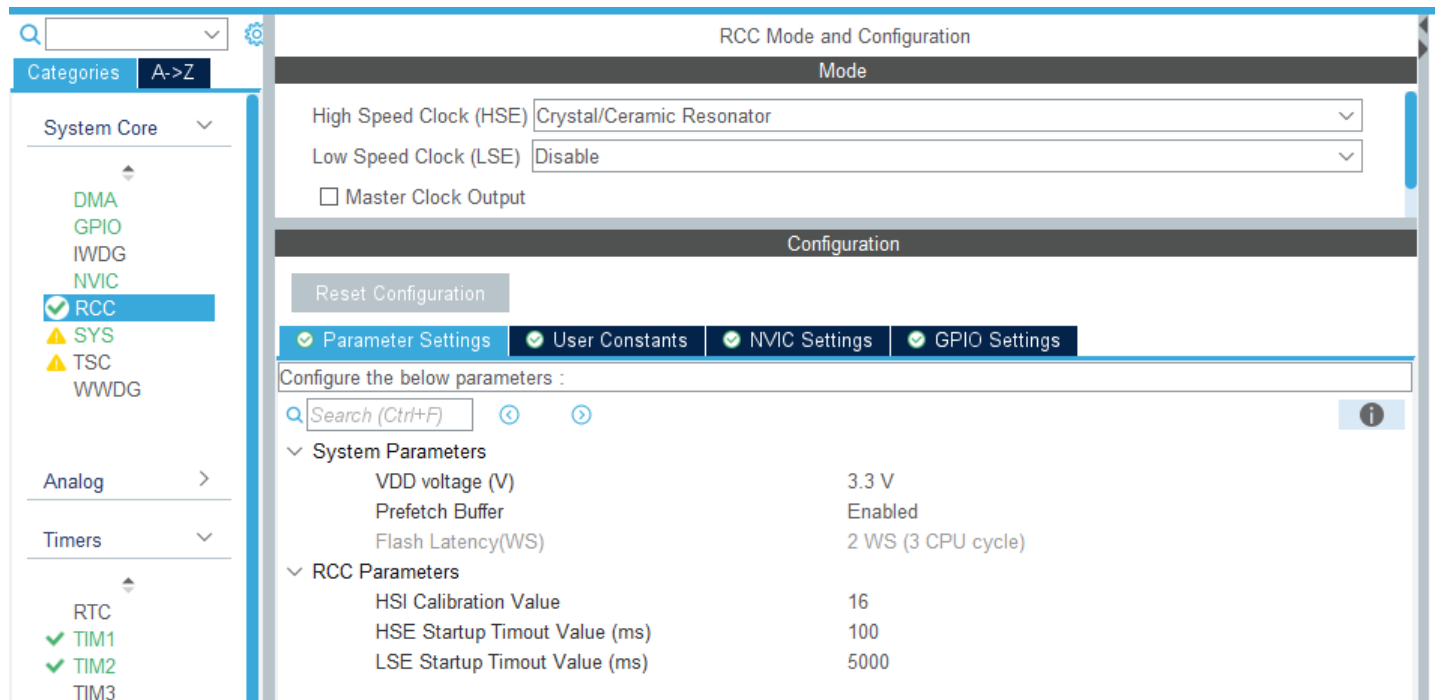 RCC Mode and Configuration
Categories
A->Z
Mode
High Speed Clock (HSE) Crystal/Ceramic Resonator
Low Speed Clock (LSE) Disable
Master Clock Output
System Core
DMA
GPIO
IWDG
NVIC
RCC
SYS
TSC
WWDG
Analog
Timers
RTC
TIM1
TIM2
TIM3
Configuration
Reset Configuration
Parameter Settings
User Constants
NVIC Settings
GPIO Settings
Configure the below parameters :
Search (Ctrl+F)
System Parameters
VDD voltage (V) 3.3 V
Prefetch Buffer Enabled
Flash Latency(WS) 2 WS (3 CPU cycle)
RCC Parameters
HSI Calibration Value 16
HSE Startup Timout Value (ms) 100
LSE Startup Timout Value (ms) 5000